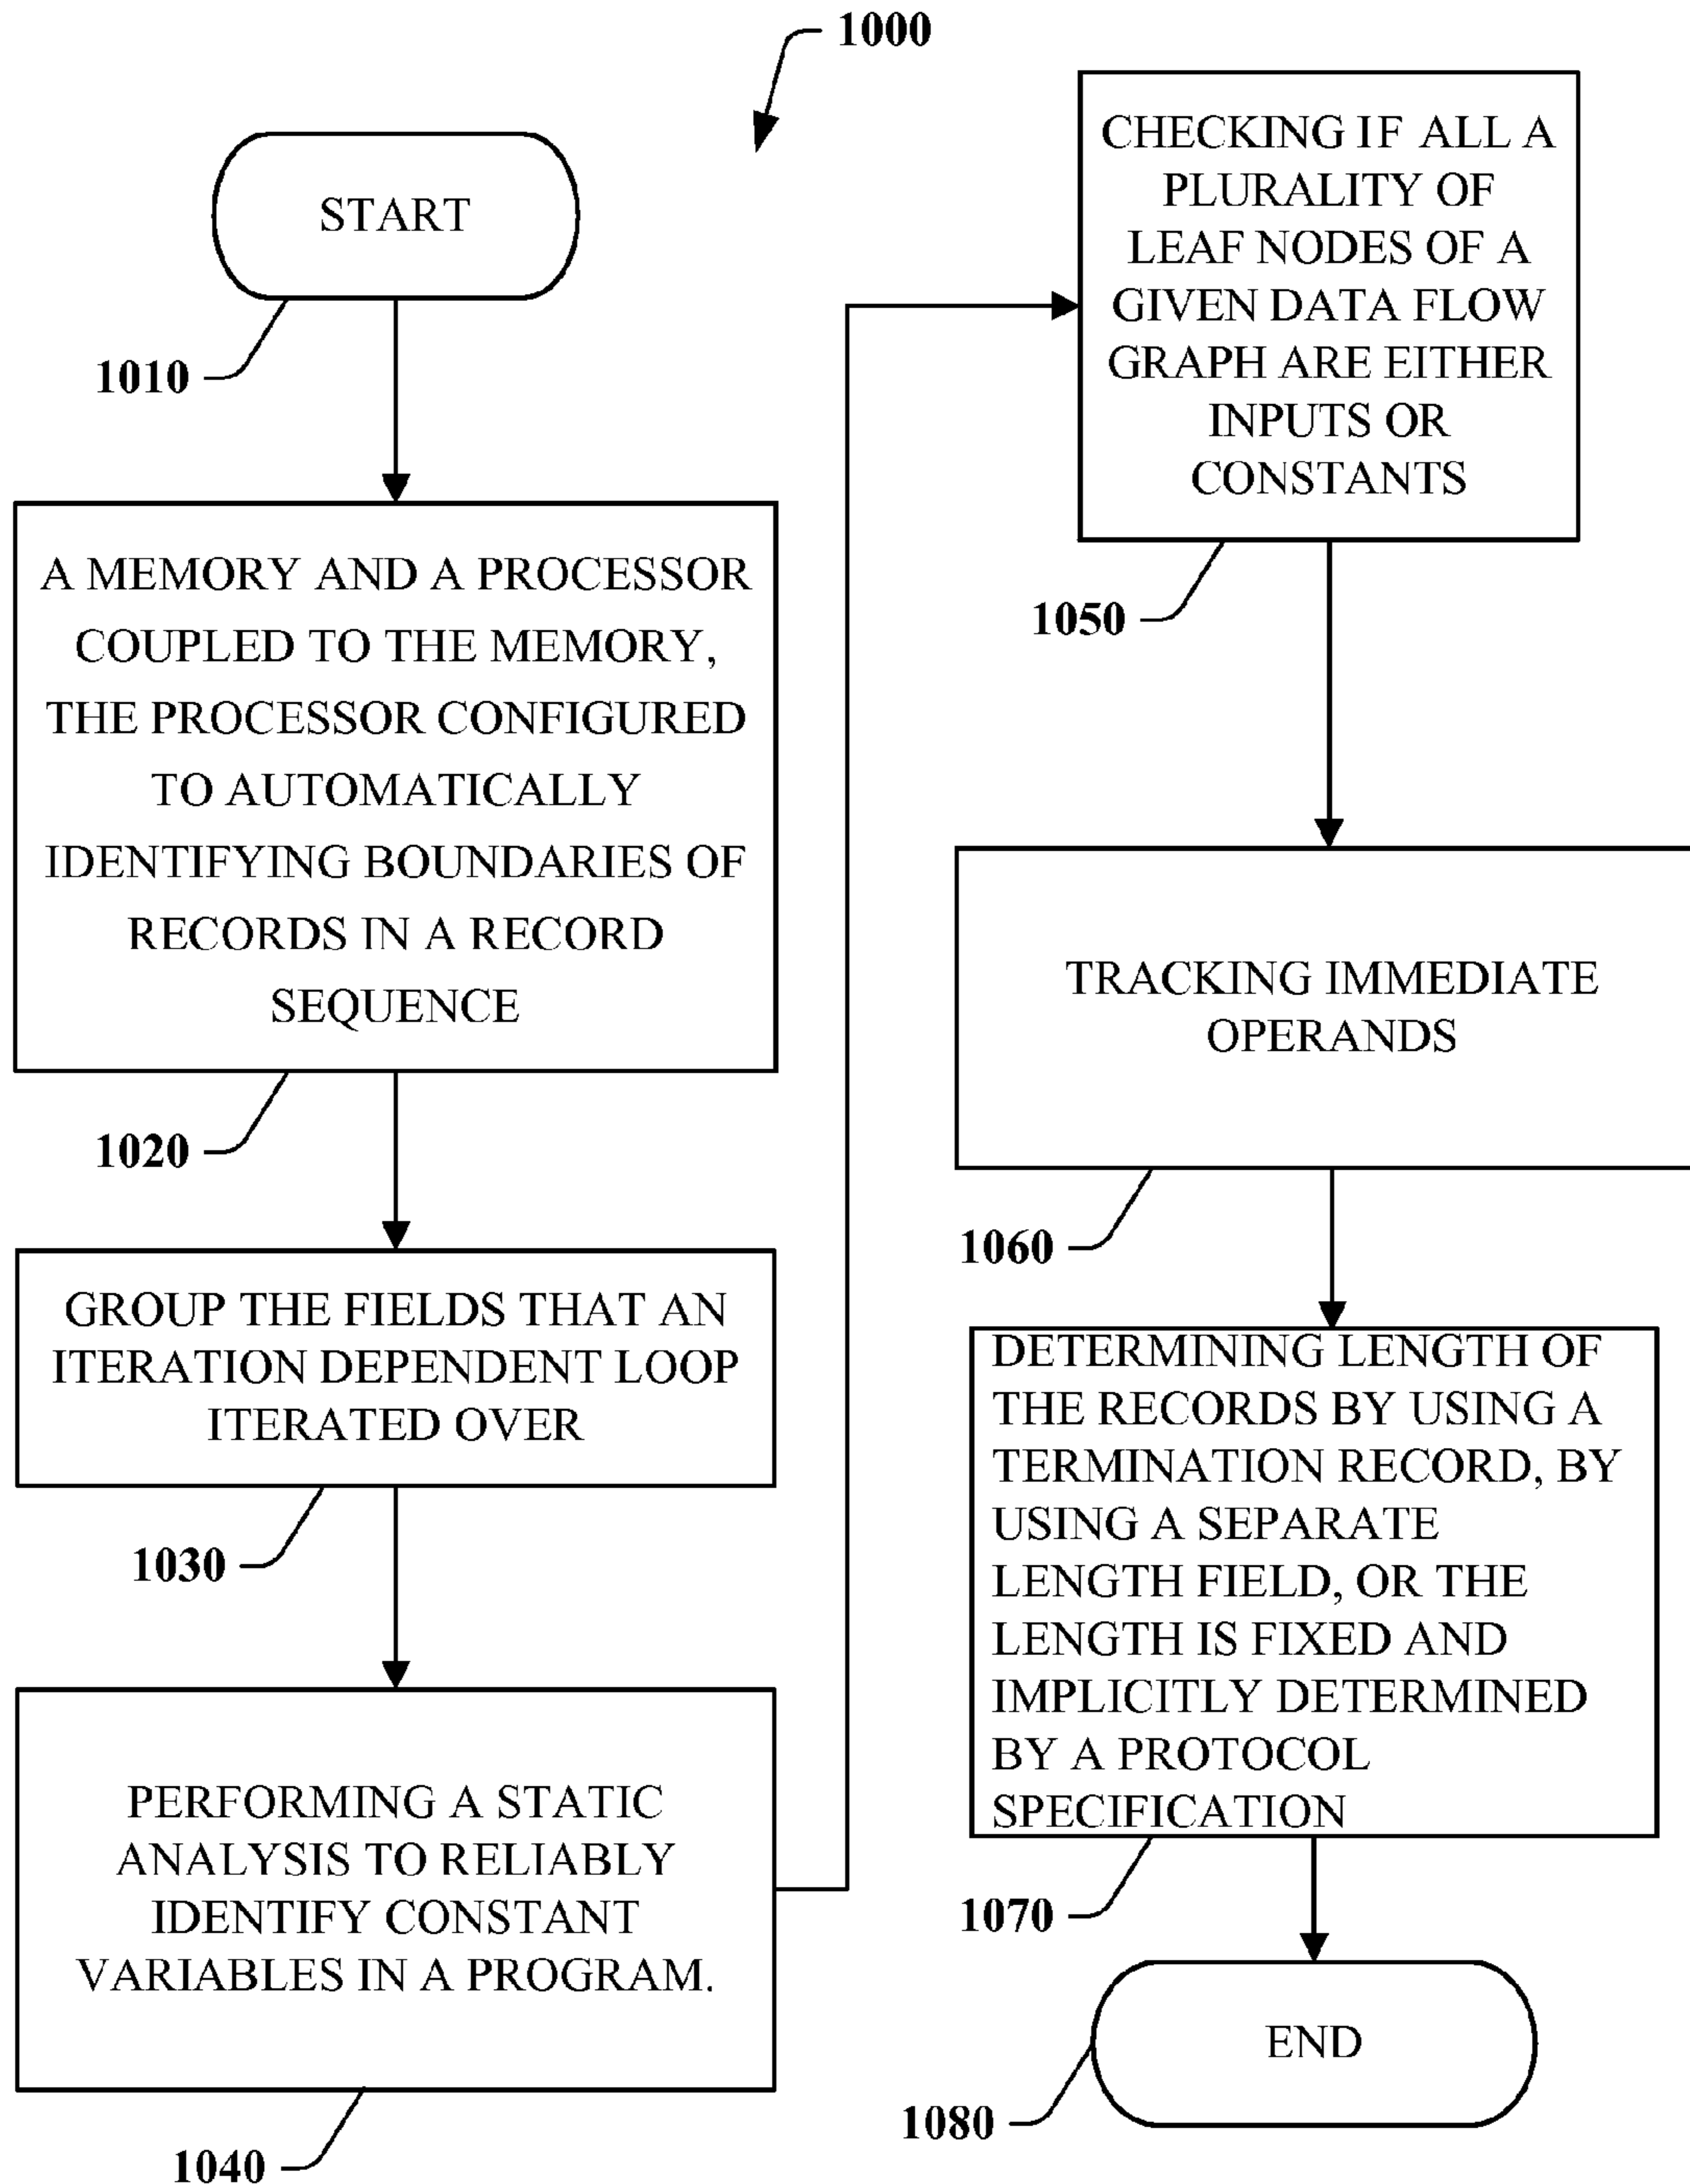 1000
START
1010
A MEMORY AND A PROCESSOR
COUPLED TO THE MEMORY,
THE PROCESSOR CONFIGURED
TO AUTOMATICALLY
IDENTIFYING BOUNDARIES OF
RECORDS IN A RECORD
SEQUENCE
1020
GROUP THE FIELDS THAT AN
ITERATION DEPENDENT LOOP
ITERATED OVER
1030
PERFORMING A STATIC
ANALYSIS TO RELIABLY
IDENTIFY CONSTANT
VARIABLES IN A PROGRAM.
1040
CHECKING IF ALL A
PLURALITY OF
LEAF NODES OF A
GIVEN DATA FLOW
GRAPH ARE EITHER
INPUTS OR
CONSTANTS
1050
TRACKING IMMEDIATE
OPERANDS
1060
DETERMINING LENGTH OF
THE RECORDS BY USING A
TERMINATION RECORD, BY
USING A SEPARATE
LENGTH FIELD, OR THE
LENGTH IS FIXED AND
IMPLICITLY DETERMINED
BY A PROTOCOL
SPECIFICATION
1070
END
1080